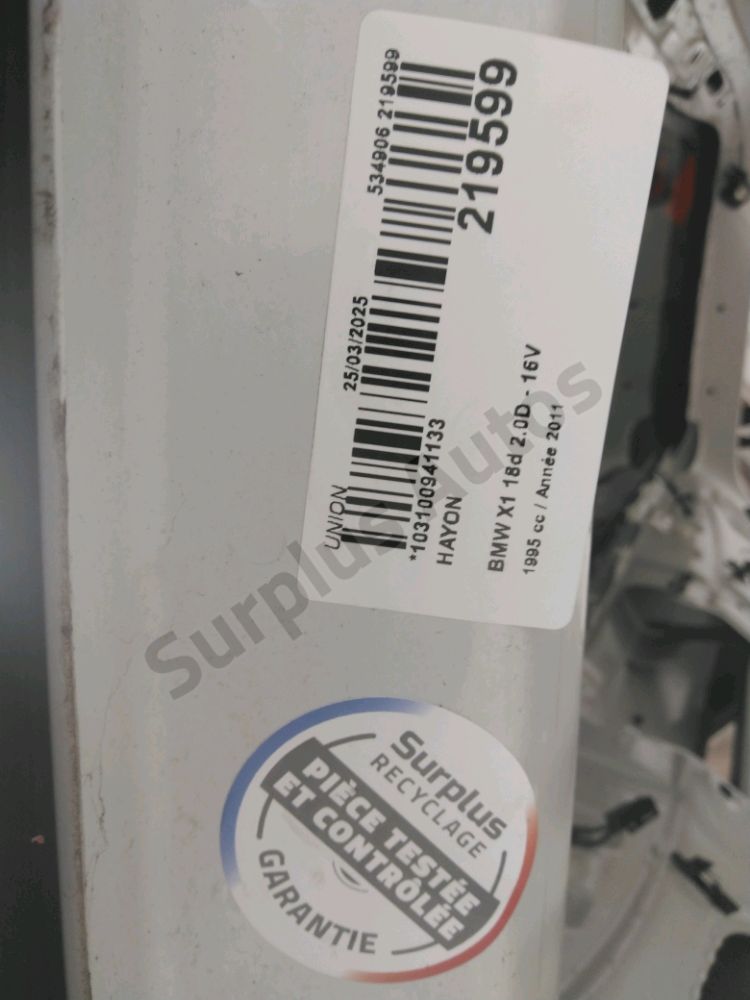 UNION 25/03/2025 534906 219599
*103100941133 219599
HAYON
BMW X1 18d 2.0D - 16V
1995 cc / Année 2011
Surplus Autos
Surplus
RECYCLAGE
PIÈCE TESTÉE
ET CONTRÔLÉE
GARANTIE